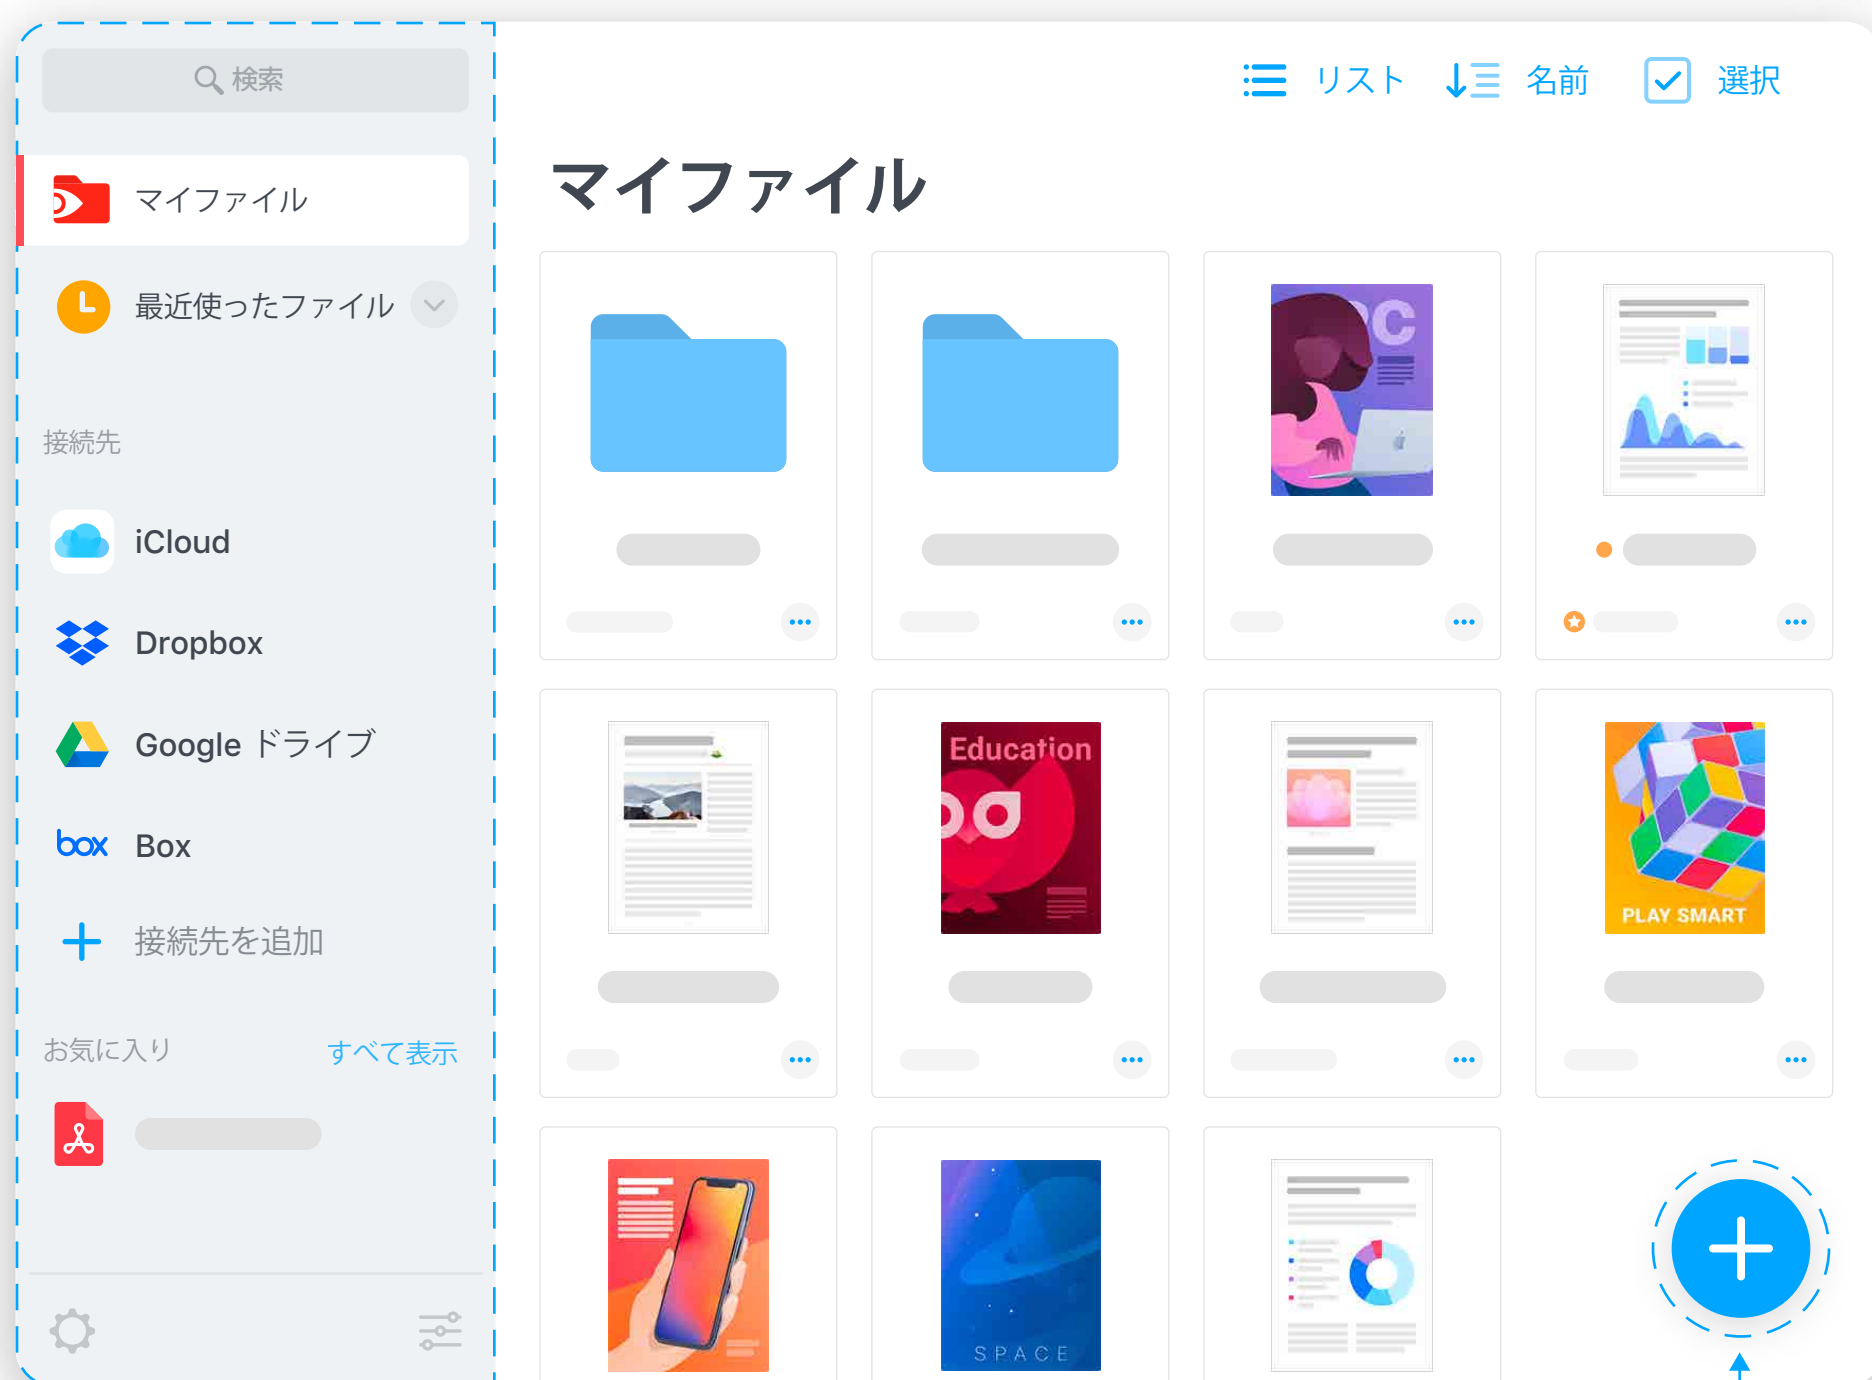 検索
マイファイル
最近使ったファイル
接続先
iCloud
Dropbox
Google ドライブ
box Box
接続先を追加
お気に入り すべて表示
リスト 名前 選択
マイファイル
Education
PLAY SMART
SPACE